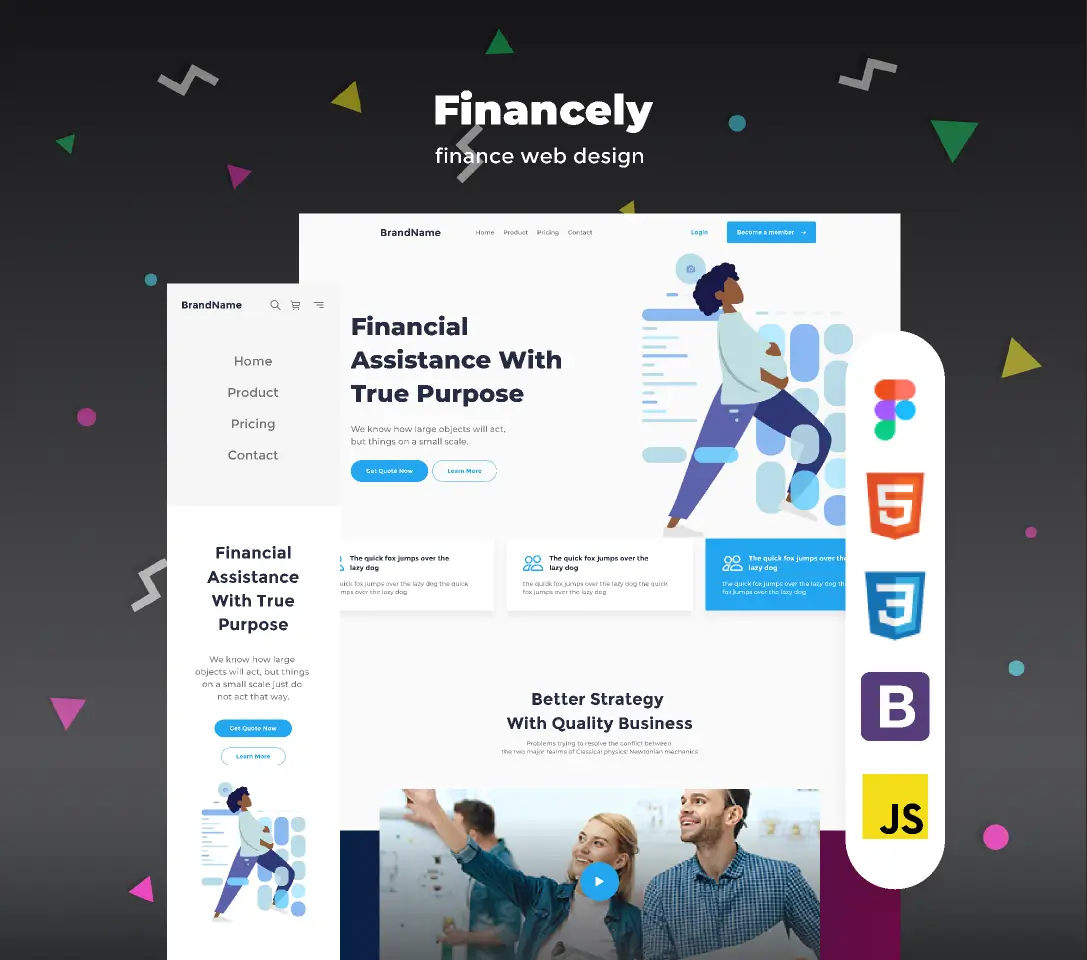 Financely
finance web design
BrandName
Home Product Pricing Contact
Login
Become a member →
Financial
Assistance With
True Purpose
We know how large objects will act,
but things on a small scale.
Get Quote Now
Learn More
The quick fox jumps over the
lazy dog
quick fox jumps over the lazy dog the quick
fox jumps over the lazy dog
The quick fox jumps over the
lazy dog
the quick fox jumps over the lazy dog the quick
fox jumps over the lazy dog
The quick fox jumps over the
lazy dog
the quick fox jumps over the lazy dog
fox jumps over the lazy dog
Better Strategy
With Quality Business
Problems trying to resolve the conflict between
the two major realms of Classical physics: Newtonian mechanics
BrandName
Home
Product
Pricing
Contact
Financial
Assistance
With True
Purpose
We know how large
objects will act, but things
on a small scale just do
not act that way.
Get Quote Now
Learn More
5
3
B
JS